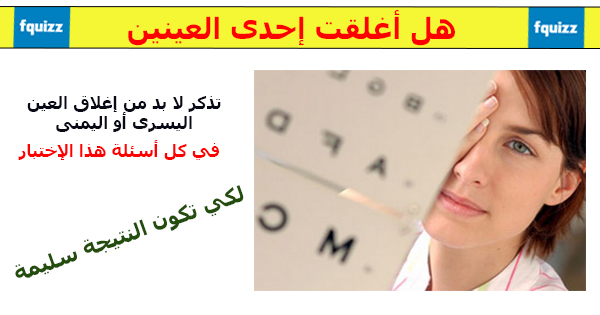 fquizz
هل أغلقت إحدى العينين
fquizz
تذكر لا بد من إغلاق العين
اليسرى أو اليمنى
في كل أسئلة هذا الإختبار
لكي تكون النتيجة سليمة